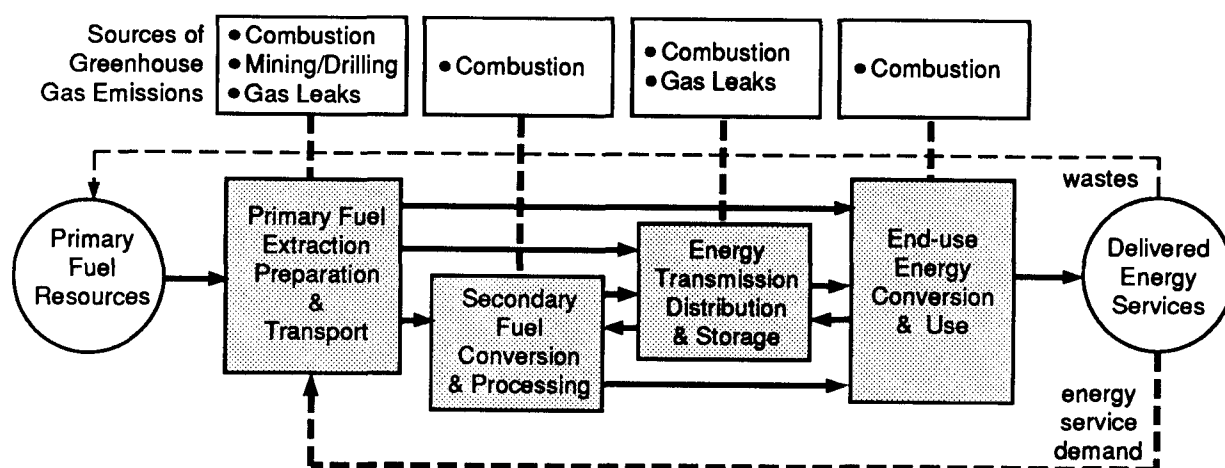 Sources of
Greenhouse
Gas Emissions
• Combustion
• Mining/Drilling
• Gas Leaks
• Combustion
• Combustion
• Gas Leaks
• Combustion
wastes
Primary
Fuel
Resources
Primary Fuel
Extraction
Preparation
&
Transport
Secondary
Fuel
Conversion
& Processing
Energy
Transmission
Distribution
& Storage
End-use
Energy
Conversion
& Use
Delivered
Energy
Services
energy
service
demand